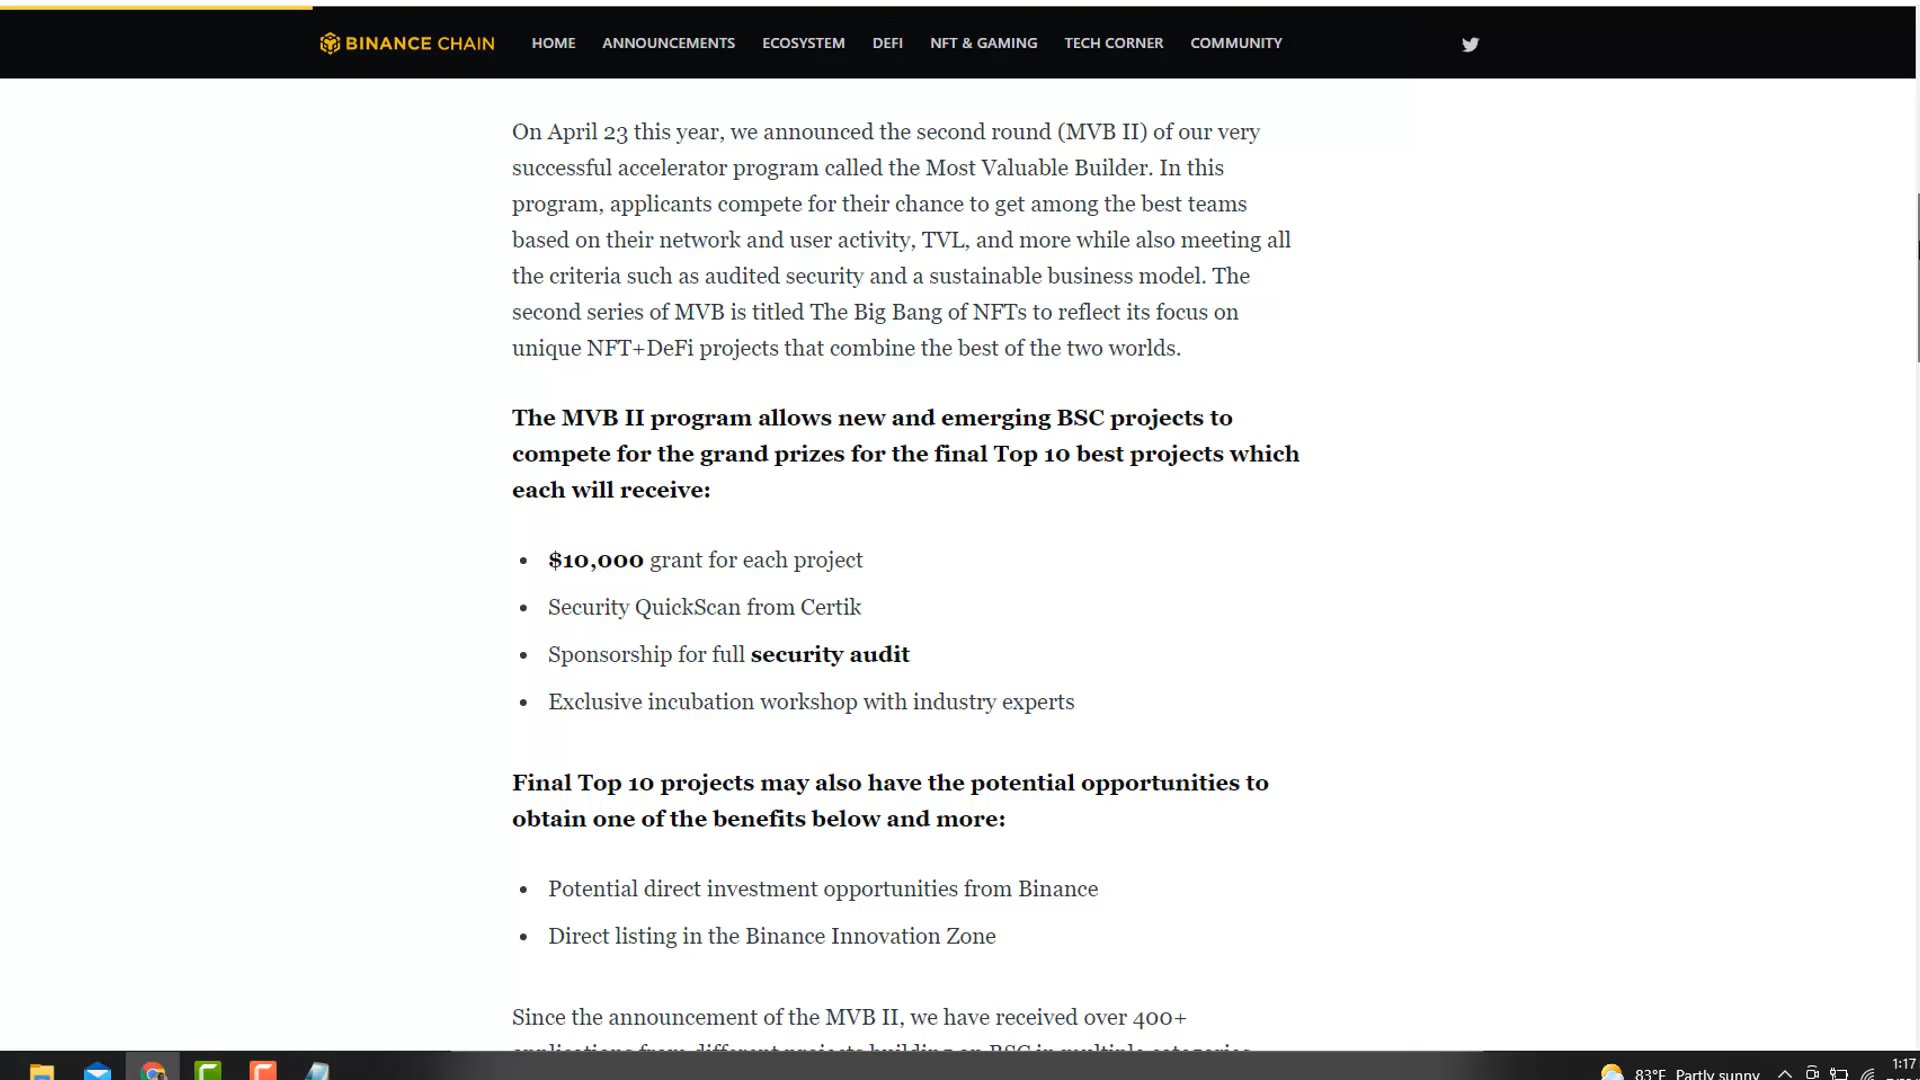 BINANCE CHAIN HOME ANNOUNCEMENTS ECOSYSTEM DEFI NFT & GAMING TECH CORNER COMMUNITY
On April 23 this year, we announced the second round (MVB II) of our very
successful accelerator program called the Most Valuable Builder. In this
program, applicants compete for their chance to get among the best teams
based on their network and user activity, TVL, and more while also meeting all
the criteria such as audited security and a sustainable business model. The
second series of MVB is titled The Big Bang of NFTs to reflect its focus on
unique NFT+DeFi projects that combine the best of the two worlds.
The MVB II program allows new and emerging BSC projects to
compete for the grand prizes for the final Top 10 best projects which
each will receive:
• $10,000 grant for each project
• Security QuickScan from Certik
• Sponsorship for full security audit
• Exclusive incubation workshop with industry experts
Final Top 10 projects may also have the potential opportunities to
obtain one of the benefits below and more:
• Potential direct investment opportunities from Binance
• Direct listing in the Binance Innovation Zone
Since the announcement of the MVB II, we have received over 400+
applications from different projects building on BSC in multiple categories
83°F Partly sunny 1:17